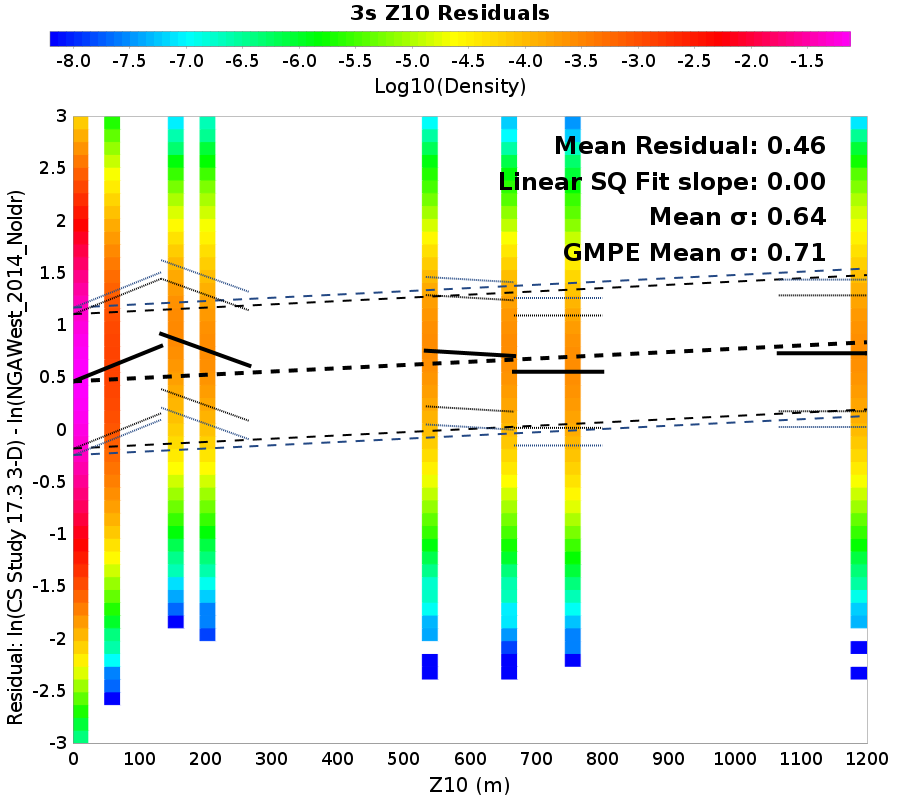 3s Z10 Residuals
-8.0 -7.5 -7.0 -6.5 -6.0 -5.5 -5.0 -4.5 -4.0 -3.5 -3.0 -2.5 -2.0 -1.5
Log10(Density)
Mean Residual: 0.46
Linear SQ Fit slope: 0.00
Mean σ: 0.64
GMPE Mean σ: 0.71
Residual: ln(CS Study 17.3 3-D) - ln(NGAWest_2014_NoIdr)
3
2.5
2
1.5
1
0.5
0
-0.5
-1
-1.5
-2
-2.5
-3
0 100 200 300 400 500 600 700 800 900 1000 1100 1200
Z10 (m)